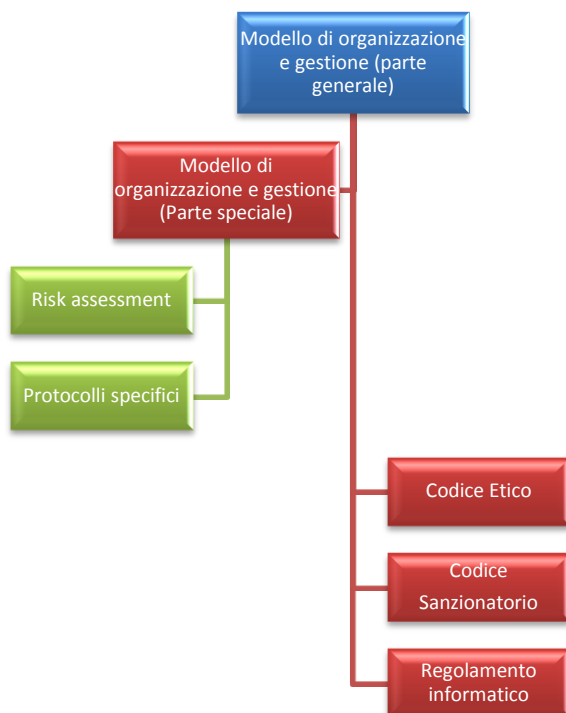 Modello di organizzazione
e gestione (parte
generale)
Modello di
organizzazione e gestione
(Parte speciale)
Risk assessment
Protocolli specifici
Codice Etico
Codice
Sanzionatorio
Regolamento
informatico